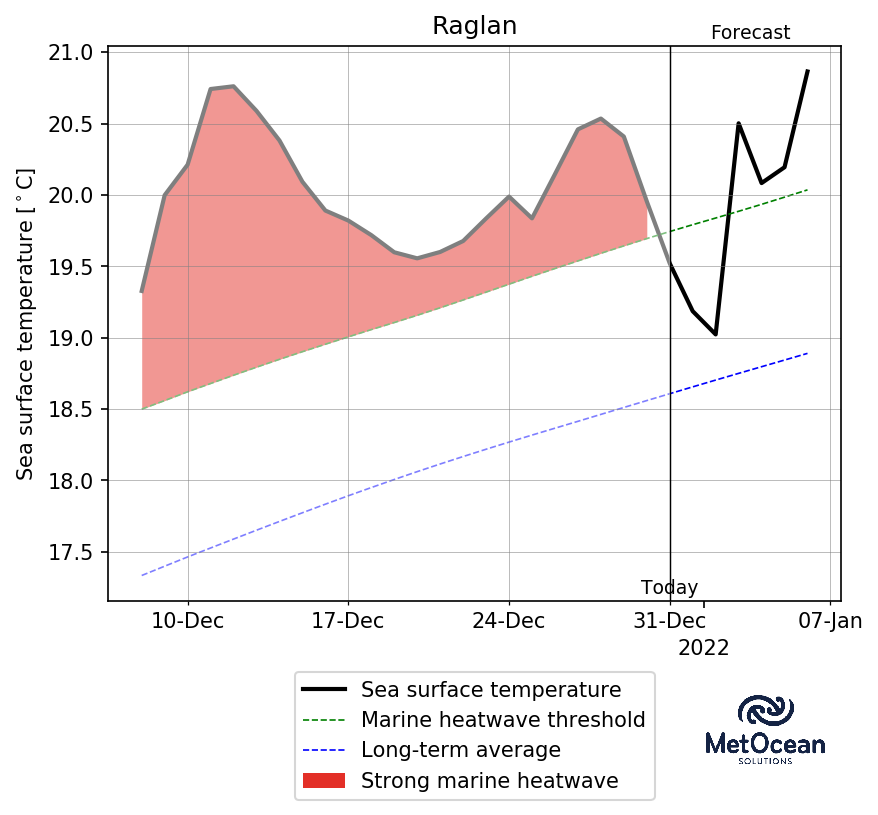 Raglan
Forecast
Sea surface temperature [°C]
21.0
20.5
20.0
19.5
19.0
18.5
18.0
17.5
Today
10-Dec 17-Dec 24-Dec 31-Dec 07-Jan
2022
Sea surface temperature
Marine heatwave threshold
Long-term average
Strong marine heatwave
MetOcean
SOLUTIONS